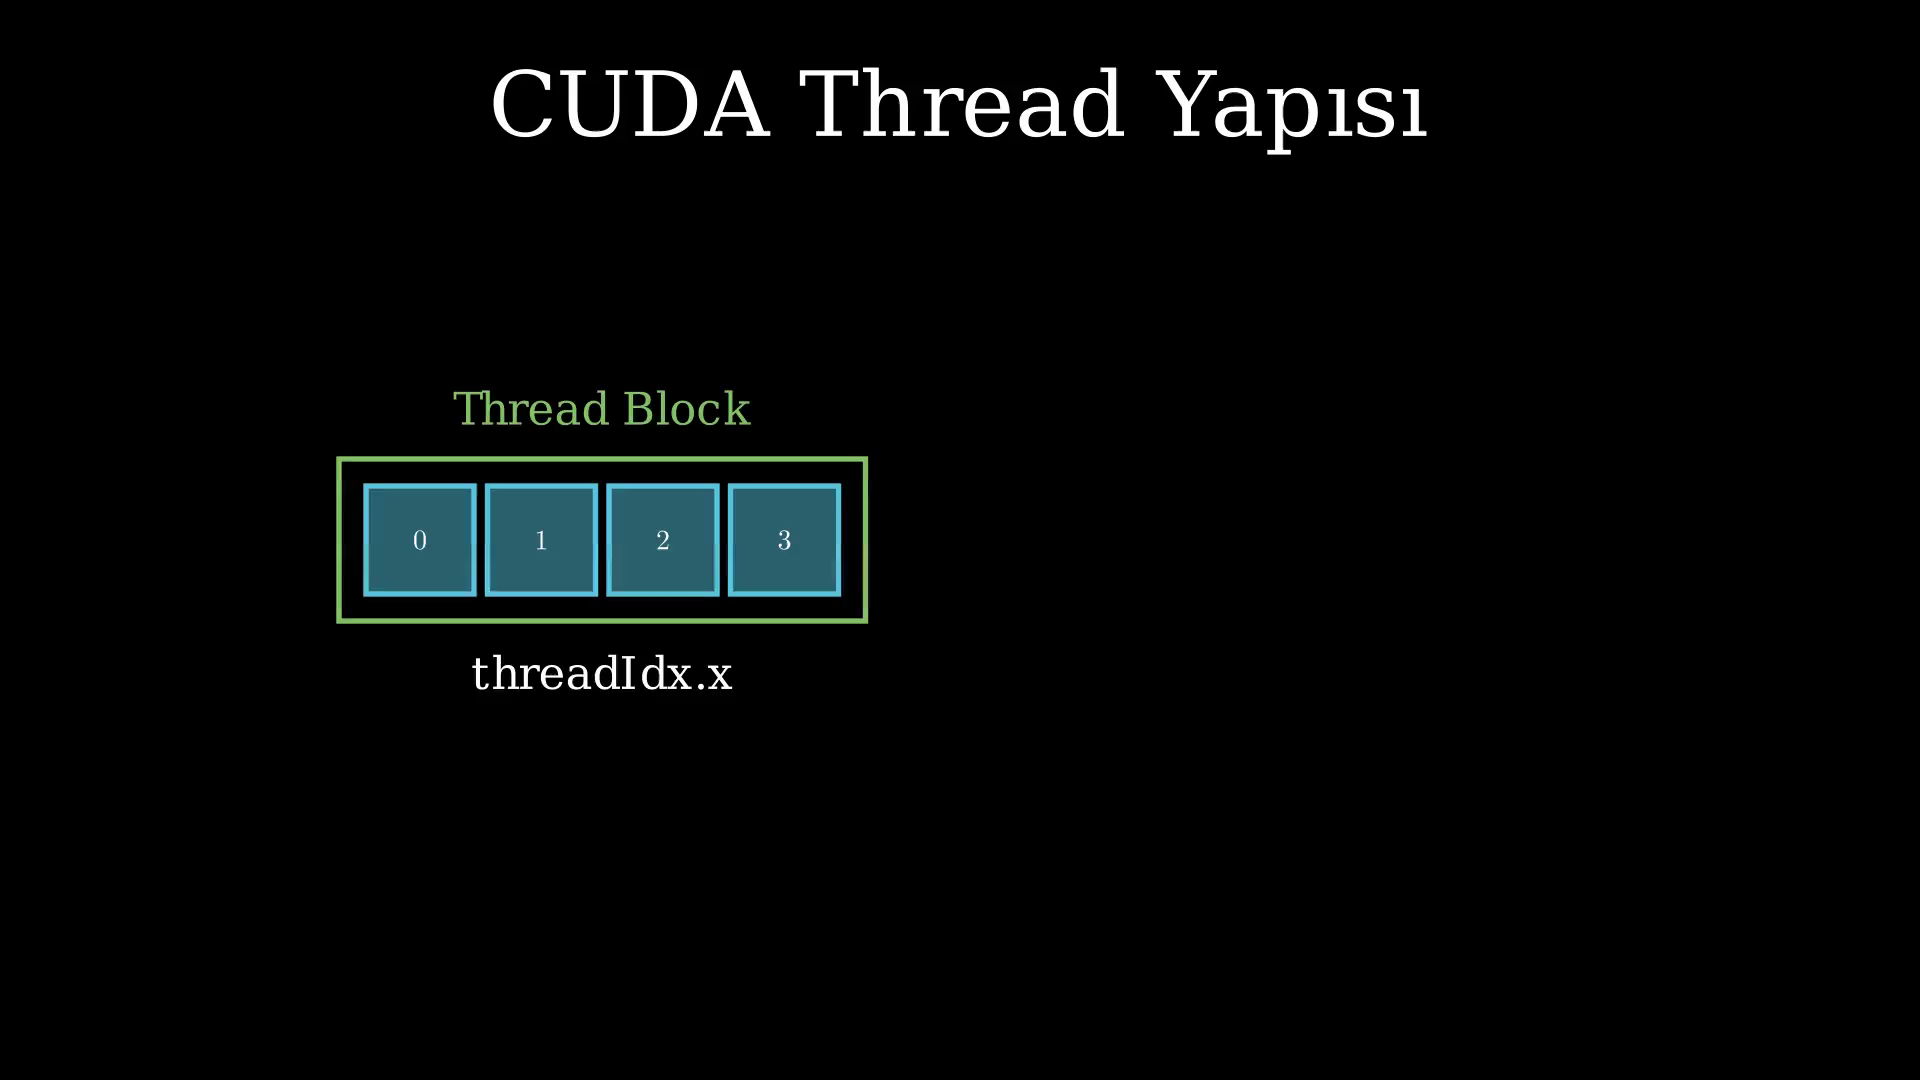 CUDA Thread Yapısı
Thread Block
0 1 2 3
threadIdx.x